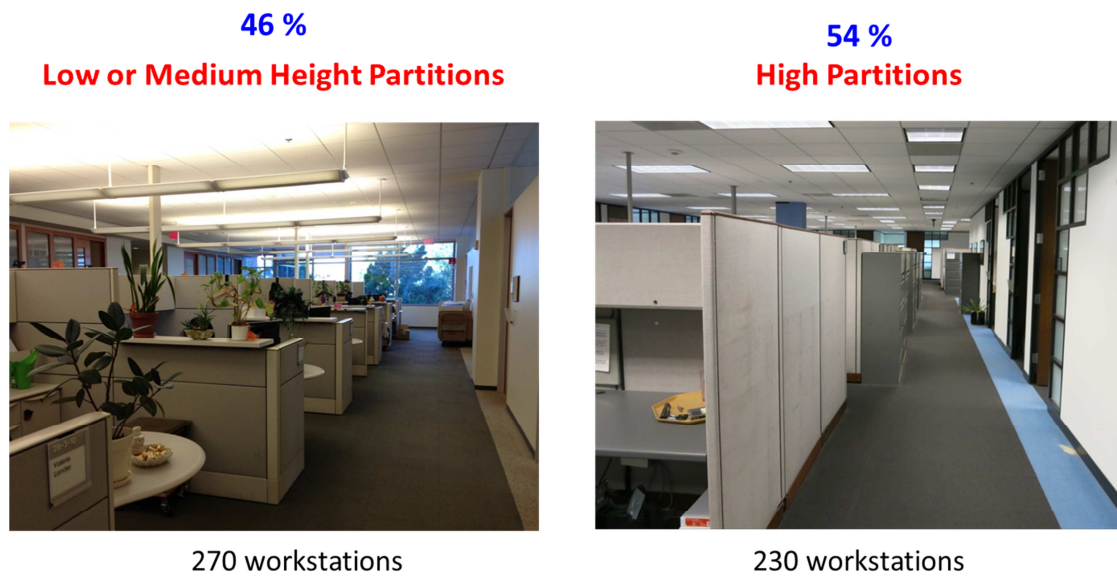 46 %
Low or Medium Height Partitions
270 workstations
54 %
High Partitions
230 workstations